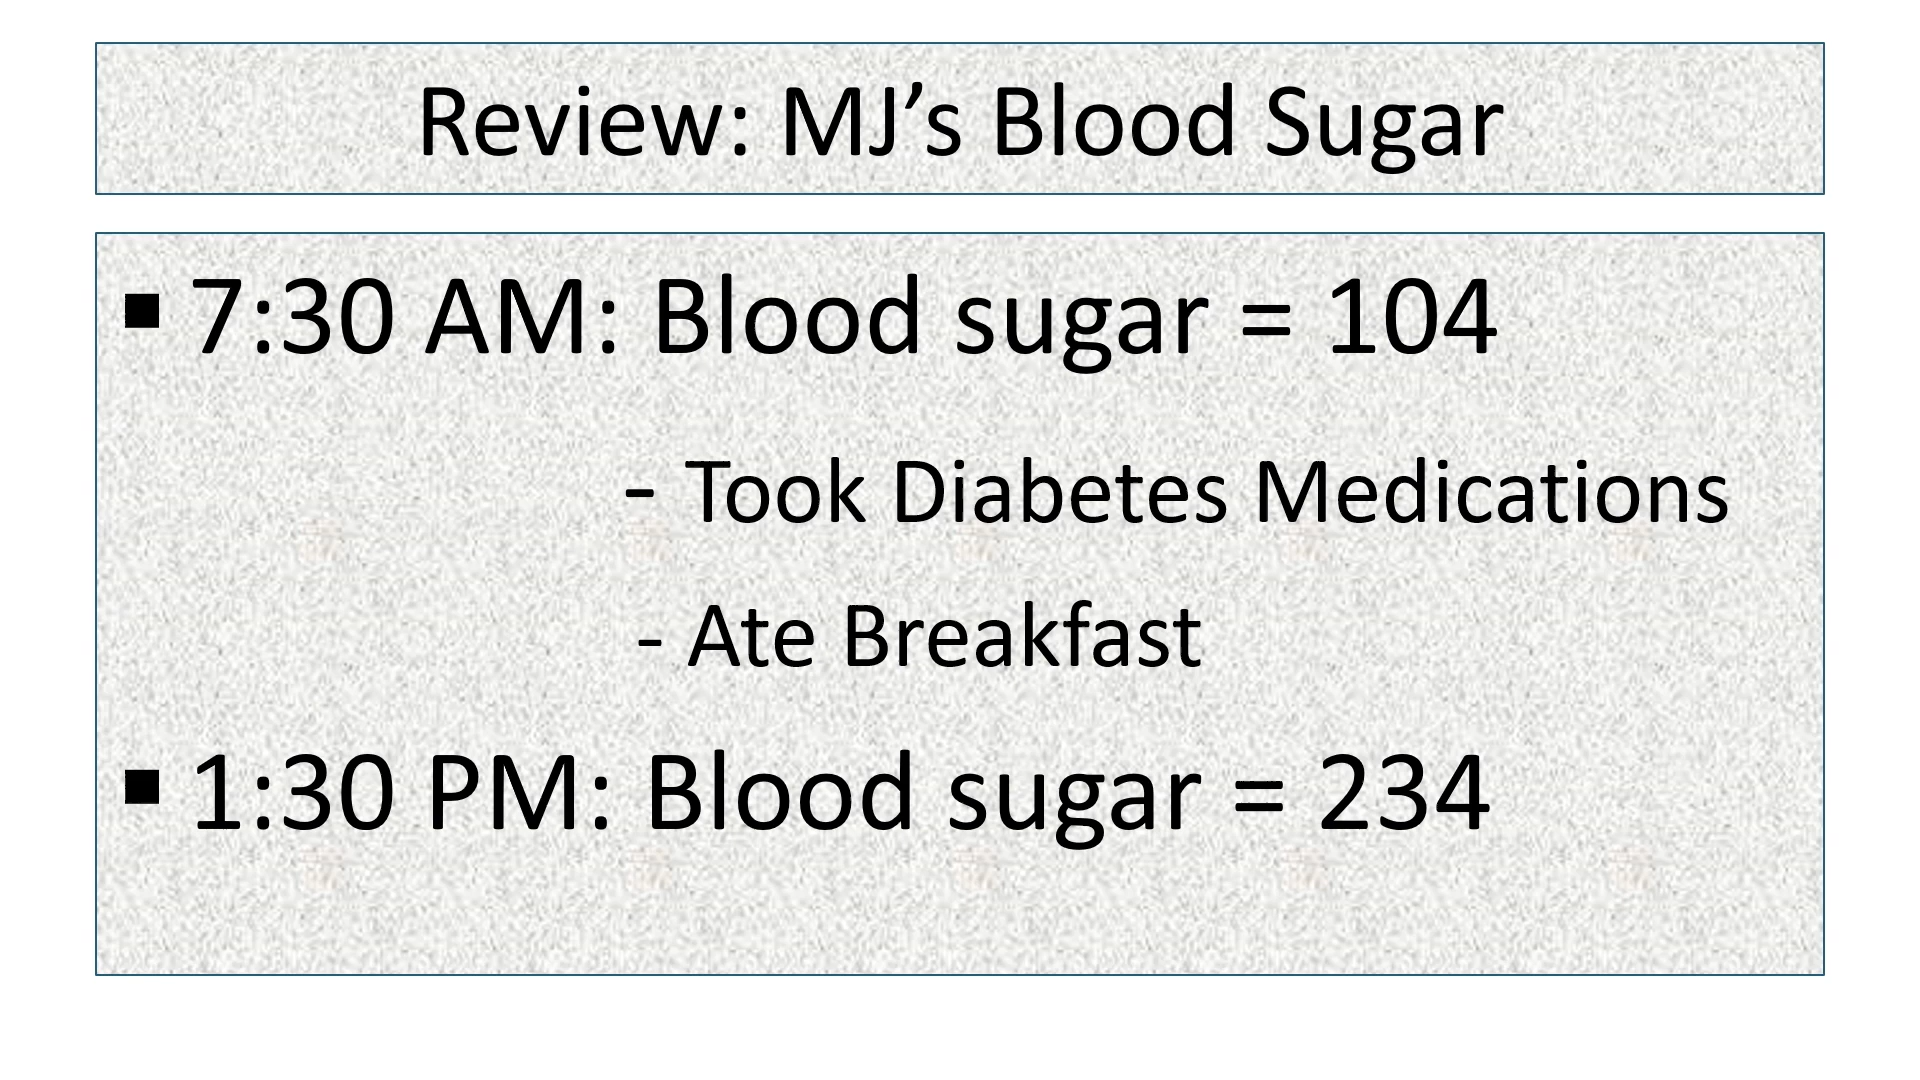 Review: MJ’s Blood Sugar
▪ 7:30 AM: Blood sugar = 104
- Took Diabetes Medications
- Ate Breakfast
▪ 1:30 PM: Blood sugar = 234